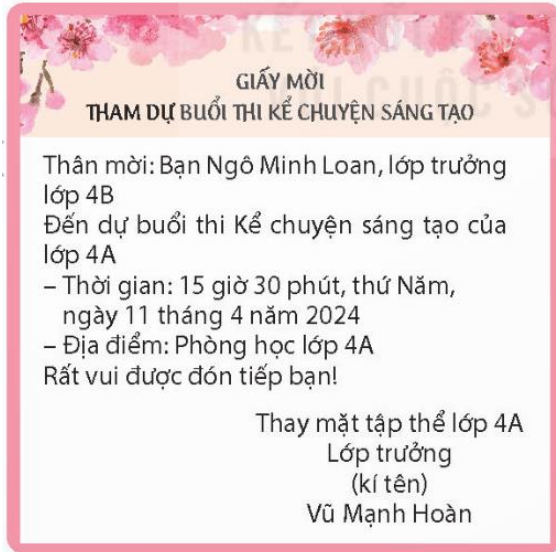 GIẤY MỜI
THAM DỰ BUỔI THI KỂ CHUYỆN SÁNG TẠO
Thân mời: Bạn Ngô Minh Loan, lớp trưởng
lớp 4B
Đến dự buổi thi Kể chuyện sáng tạo của
lớp 4A
– Thời gian: 15 giờ 30 phút, thứ Năm,
ngày 11 tháng 4 năm 2024
– Địa điểm: Phòng học lớp 4A
Rất vui được đón tiếp bạn!
Thay mặt tập thể lớp 4A
Lớp trưởng
(kí tên)
Vũ Mạnh Hoàn